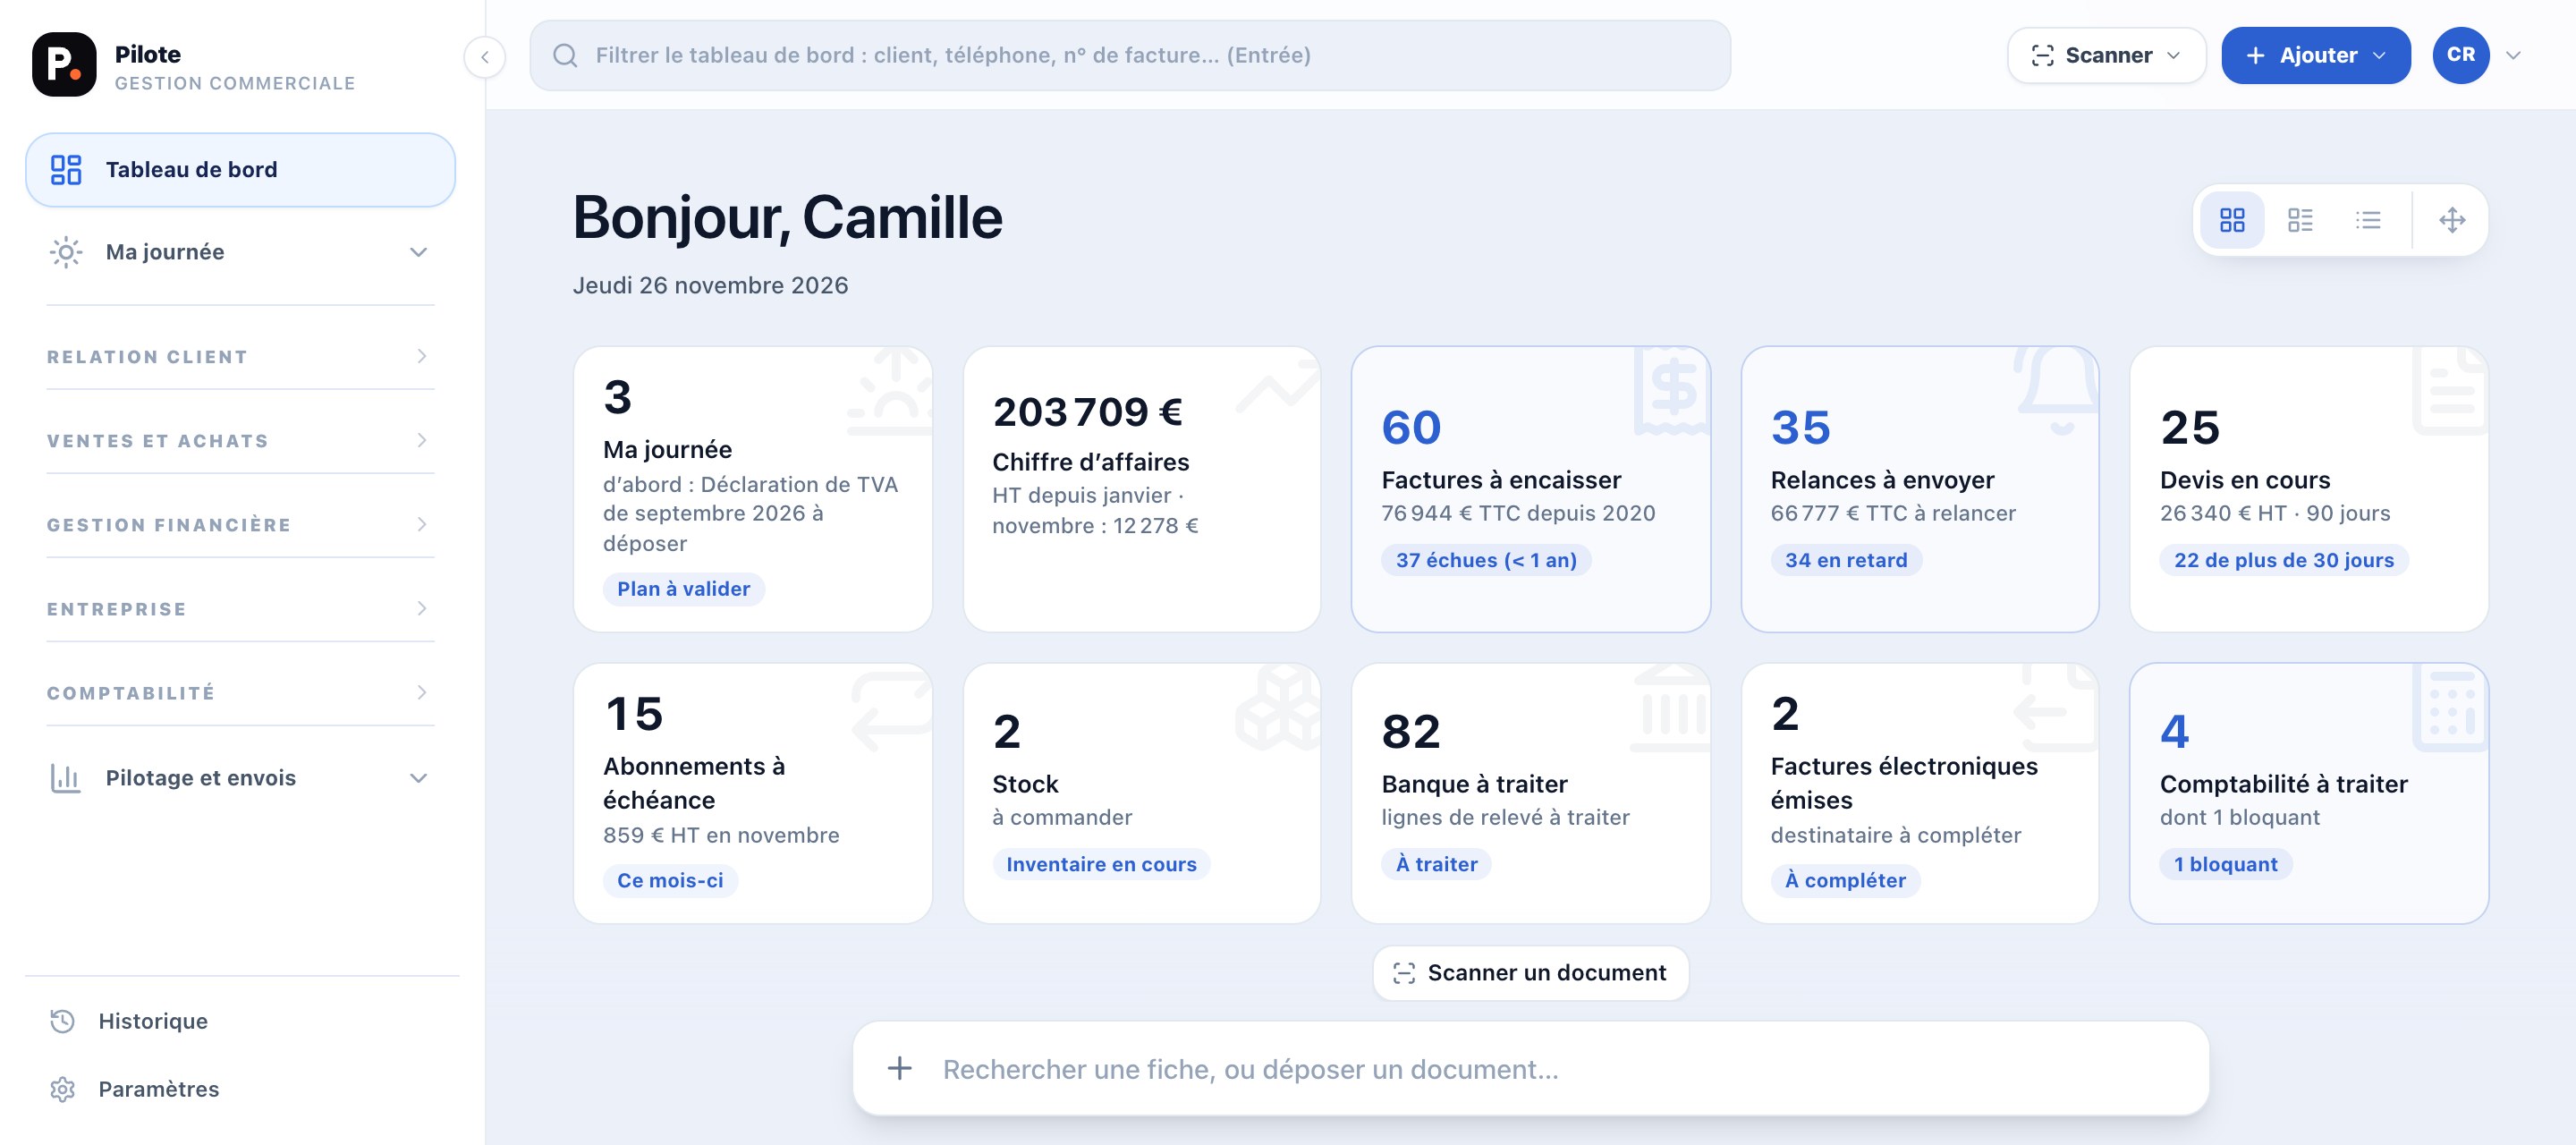 P.
Pilote
GESTION COMMERCIALE
Filtrer le tableau de bord : client, téléphone, n° de facture... (Entrée)
Scanner
Ajouter
CR
Tableau de bord
Ma journée
RELATION CLIENT
VENTES ET ACHATS
GESTION FINANCIÈRE
ENTREPRISE
COMPTABILITÉ
Pilotage et envois
Historique
Paramètres
Bonjour, Camille
Jeudi 26 novembre 2026
3
Ma journée
d’abord : Déclaration de TVA
de septembre 2026 à
déposer
Plan à valider
203 709 €
Chiffre d’affaires
HT depuis janvier ·
novembre : 12 278 €
60
Factures à encaisser
76 944 € TTC depuis 2020
37 échues (< 1 an)
35
Relances à envoyer
66 777 € TTC à relancer
34 en retard
25
Devis en cours
26 340 € HT · 90 jours
22 de plus de 30 jours
15
Abonnements à
échéance
859 € HT en novembre
Ce mois-ci
2
Stock
à commander
Inventaire en cours
82
Banque à traiter
lignes de relevé à traiter
À traiter
2
Factures électroniques
émises
destinataire à compléter
À compléter
4
Comptabilité à traiter
dont 1 bloquant
1 bloquant
Scanner un document
Rechercher une fiche, ou déposer un document...